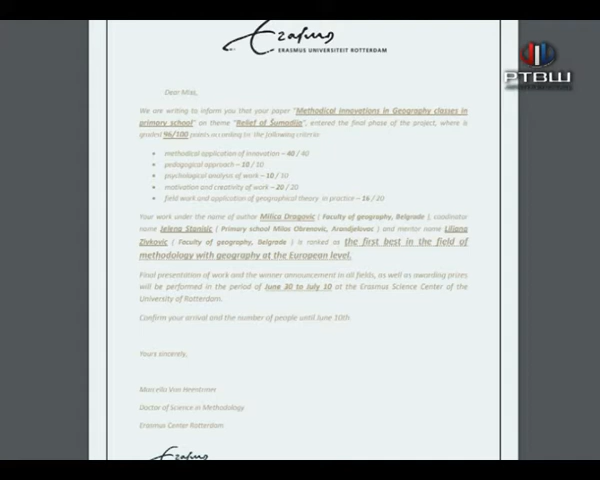 Erasmus
ERASMUS UNIVERSITEIT ROTTERDAM
РТВШ
Dear Miss,
We are writing to inform you that your paper "Methodical innovations in Geography classes in
primary school" on theme "Relief of Šumadija", entered the final phase of the project, where is
graded 96/100 points according to the following criteria:
• methodical application of innovation – 40 / 40
• pedagogical approach – 10 / 10
• psychological analysis of work – 10 / 10
• motivation and creativity of work – 20 / 20
• field work and application of geographical theory in practice – 16 / 20
Your work under the name of author Milica Dragovic ( Faculty of geography, Belgrade ), coordinator
name Jelena Stanisic ( Primary school Milos Obrenovic, Arandjelovac ) and mentor name Liljana
Zivkovic ( Faculty of geography, Belgrade ) is ranked as the first best in the field of
methodology with geography at the European level.
Final presentation of work and the winner announcement in all fields, as well as awarding prizes
will be performed in the period of June 30 to July 10 at the Erasmus Science Center of the
University of Rotterdam.
Confirm your arrival and the number of people until June 10th
Yours sincerely,
Marcella Von
Doctor of Science in Methodology
Erasmus Center Rotterdam
Erasmus